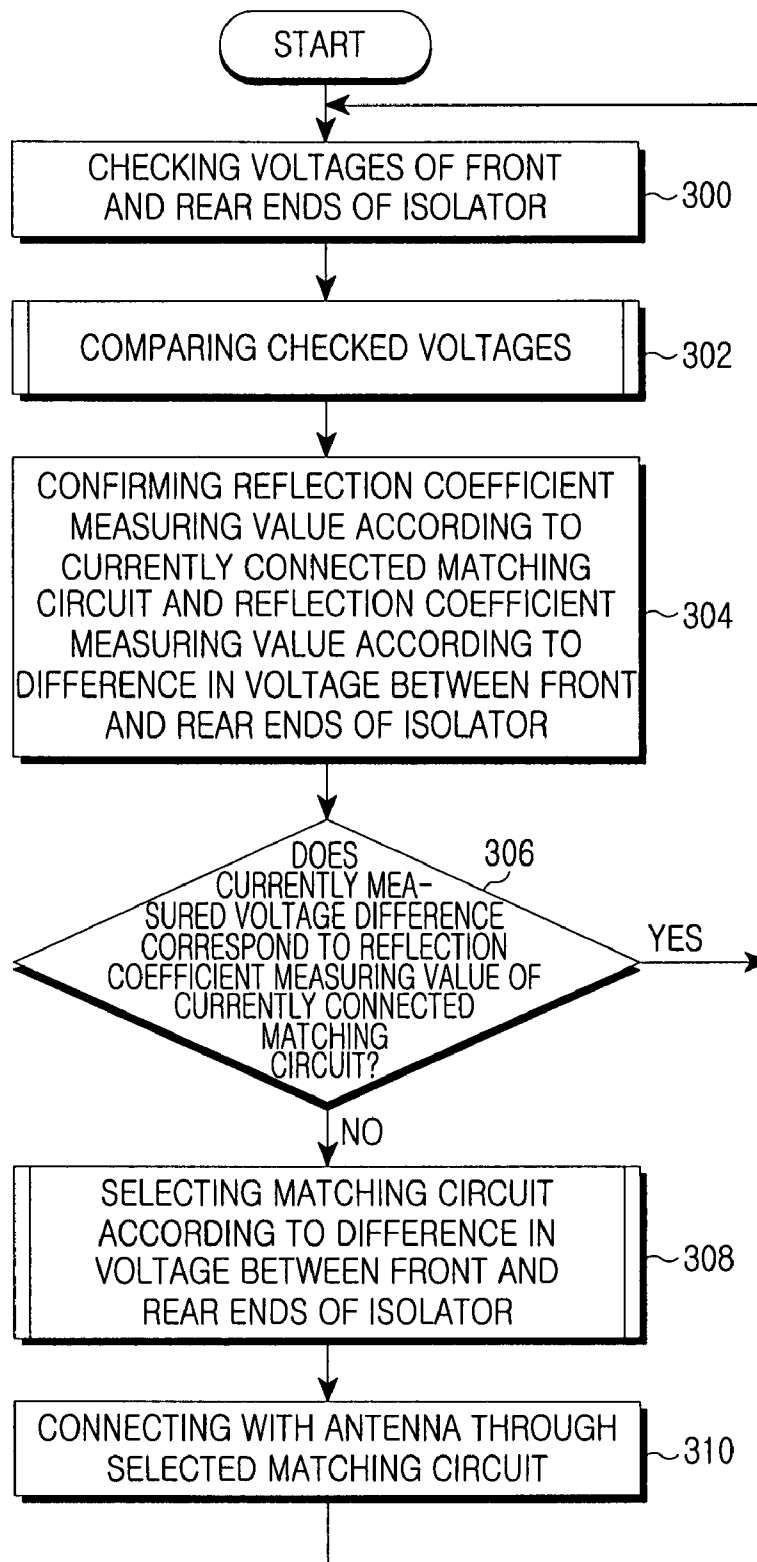 START
CHECKING VOLTAGES OF FRONT
AND REAR ENDS OF ISOLATOR
300
COMPARING CHECKED VOLTAGES
302
CONFIRMING REFLECTION COEFFICIENT
MEASURING VALUE ACCORDING TO
CURRENTLY CONNECTED MATCHING
CIRCUIT AND REFLECTION COEFFICIENT
MEASURING VALUE ACCORDING TO
DIFFERENCE IN VOLTAGE BETWEEN FRONT
AND REAR ENDS OF ISOLATOR
304
306
DOES
CURRENTLY MEA-
SURED VOLTAGE DIFFERENCE
CORRESPOND TO REFLECTION
COEFFICIENT MEASURING VALUE OF
CURRENTLY CONNECTED
MATCHING
CIRCUIT?
YES
NO
SELECTING MATCHING CIRCUIT
ACCORDING TO DIFFERENCE IN
VOLTAGE BETWEEN FRONT AND
REAR ENDS OF ISOLATOR
308
CONNECTING WITH ANTENNA THROUGH
SELECTED MATCHING CIRCUIT
310